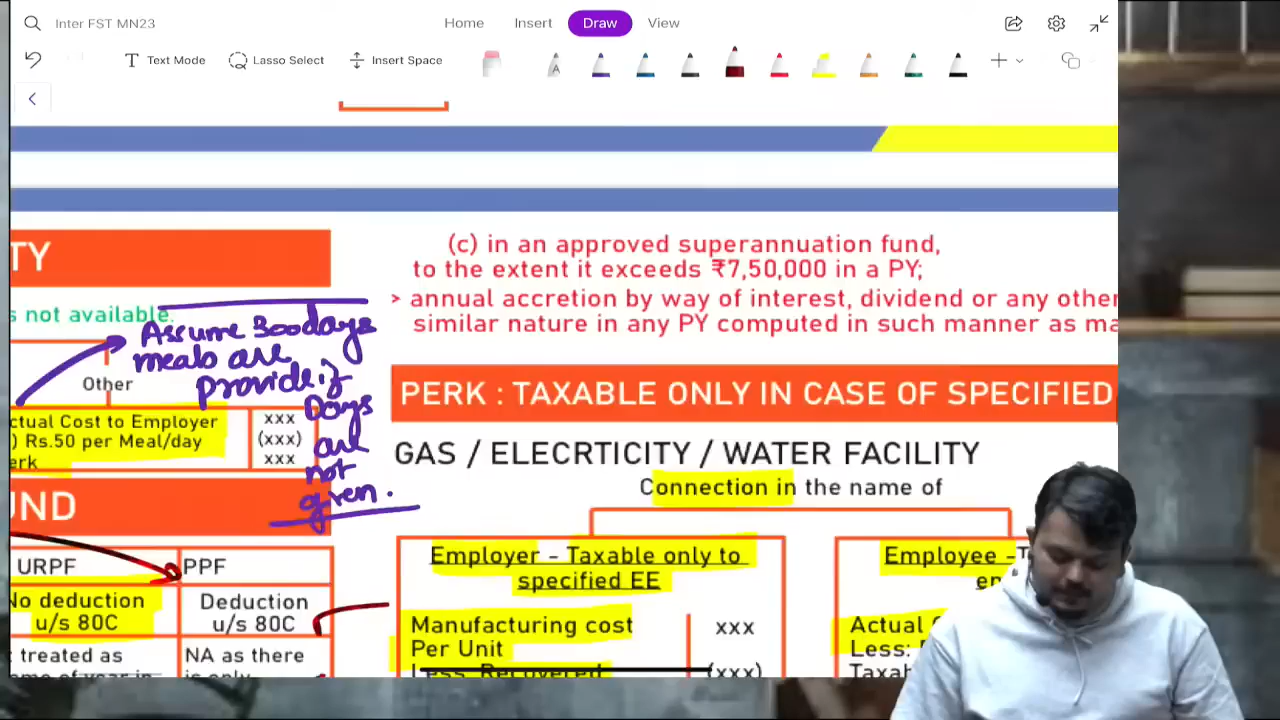 Inter FST MN23
Home Insert Draw View
T Text Mode Lasso Select Insert Space
TY
s not available.
Assume 300days
meals are
provide if
Days
are
not
given.
Other
ctual Cost to Employer xxx
) Rs.50 per Meal/day (xxx)
erk xxx
UND
URPF PPF
No deduction
u/s 80C
Deduction
u/s 80C
treated as
NA as there
is only
(c) in an approved superannuation fund,
to the extent it exceeds ₹7,50,000 in a PY;
> annual accretion by way of interest, dividend or any other
similar nature in any PY computed in such manner as ma
PERK : TAXABLE ONLY IN CASE OF SPECIFIED
GAS / ELECRTICITY / WATER FACILITY
Connection in the name of
Employer - Taxable only to
specified EE
Manufacturing cost xxx
Per Unit
Less: Recovered (xxx)
Employee -
Actual
Less:
Taxab